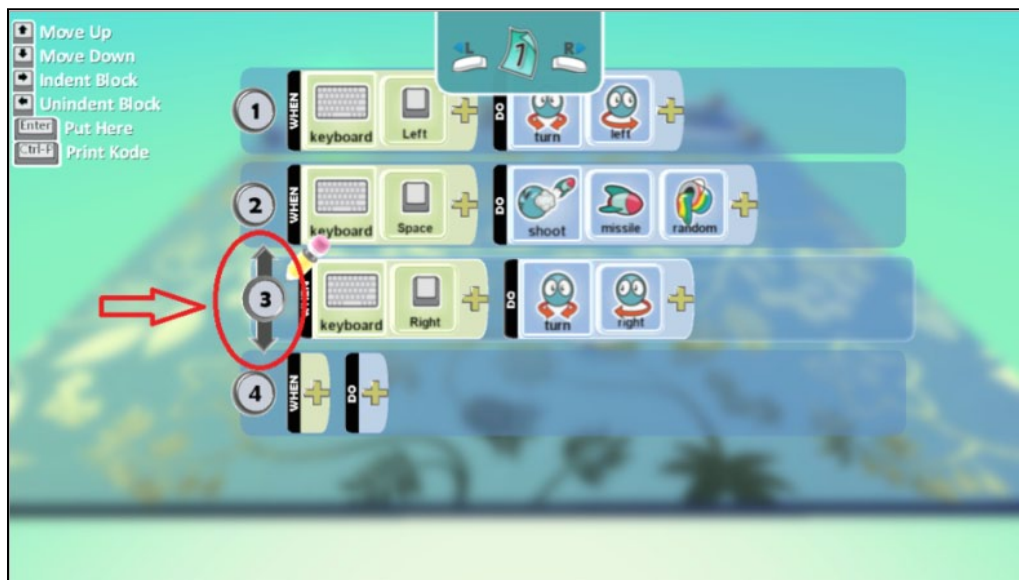 Move Up
Move Down
Indent Block
Unindent Block
Enter Put Here
Print Kode
L 1 R
1 WHEN keyboard Left + DO turn left +
2 WHEN keyboard Space + DO shoot missile random +
3 WHEN keyboard Right + DO turn right +
4 WHEN + DO +